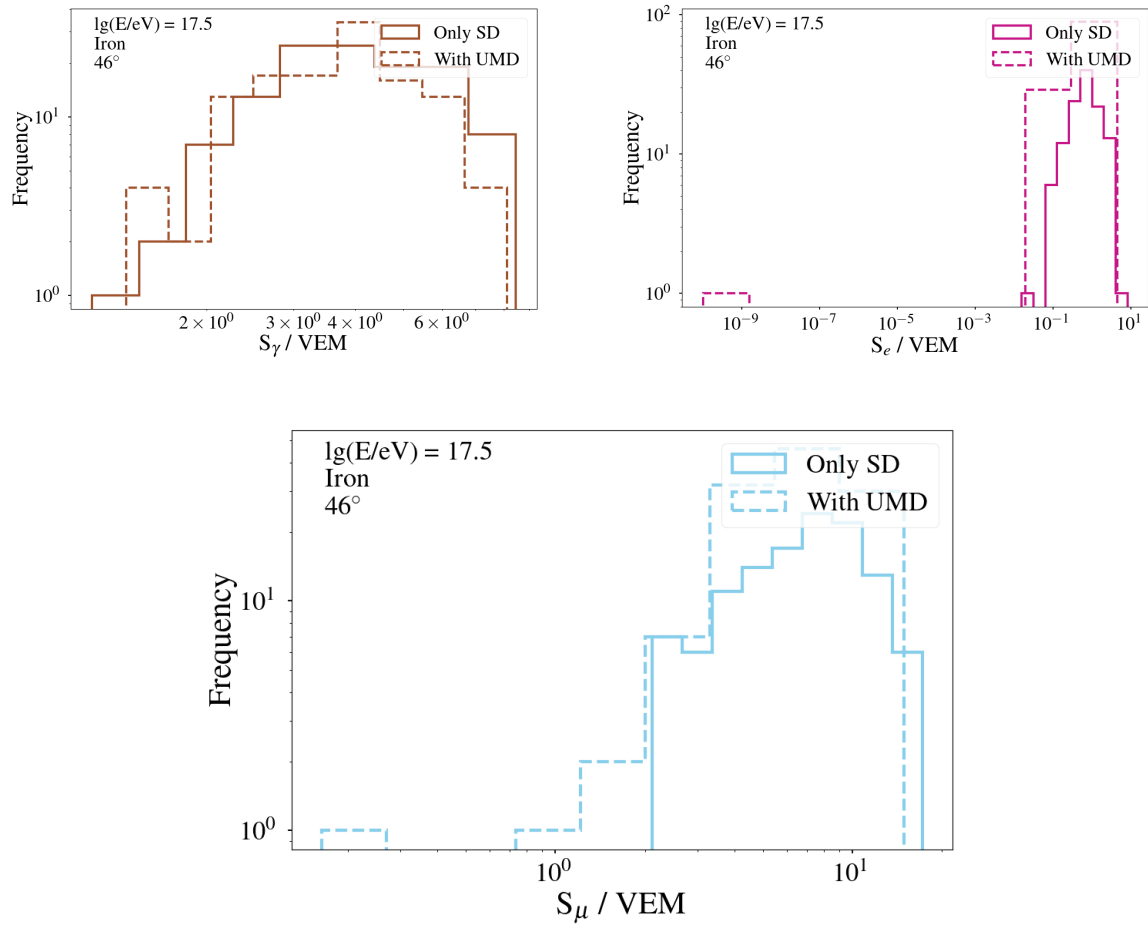 lg(E/eV) = 17.5
Iron
46°
Only SD
With UMD
Frequency
10¹
10⁰
2 × 10⁰ 3 × 10⁰ 4 × 10⁰ 6 × 10⁰
S_γ / VEM
lg(E/eV) = 17.5
Iron
46°
Only SD
With UMD
Frequency
10²
10¹
10⁰
10⁻⁹ 10⁻⁷ 10⁻⁵ 10⁻³ 10⁻¹ 10¹
S_e / VEM
lg(E/eV) = 17.5
Iron
46°
Only SD
With UMD
Frequency
10¹
10⁰
10⁰ 10¹
S_μ / VEM